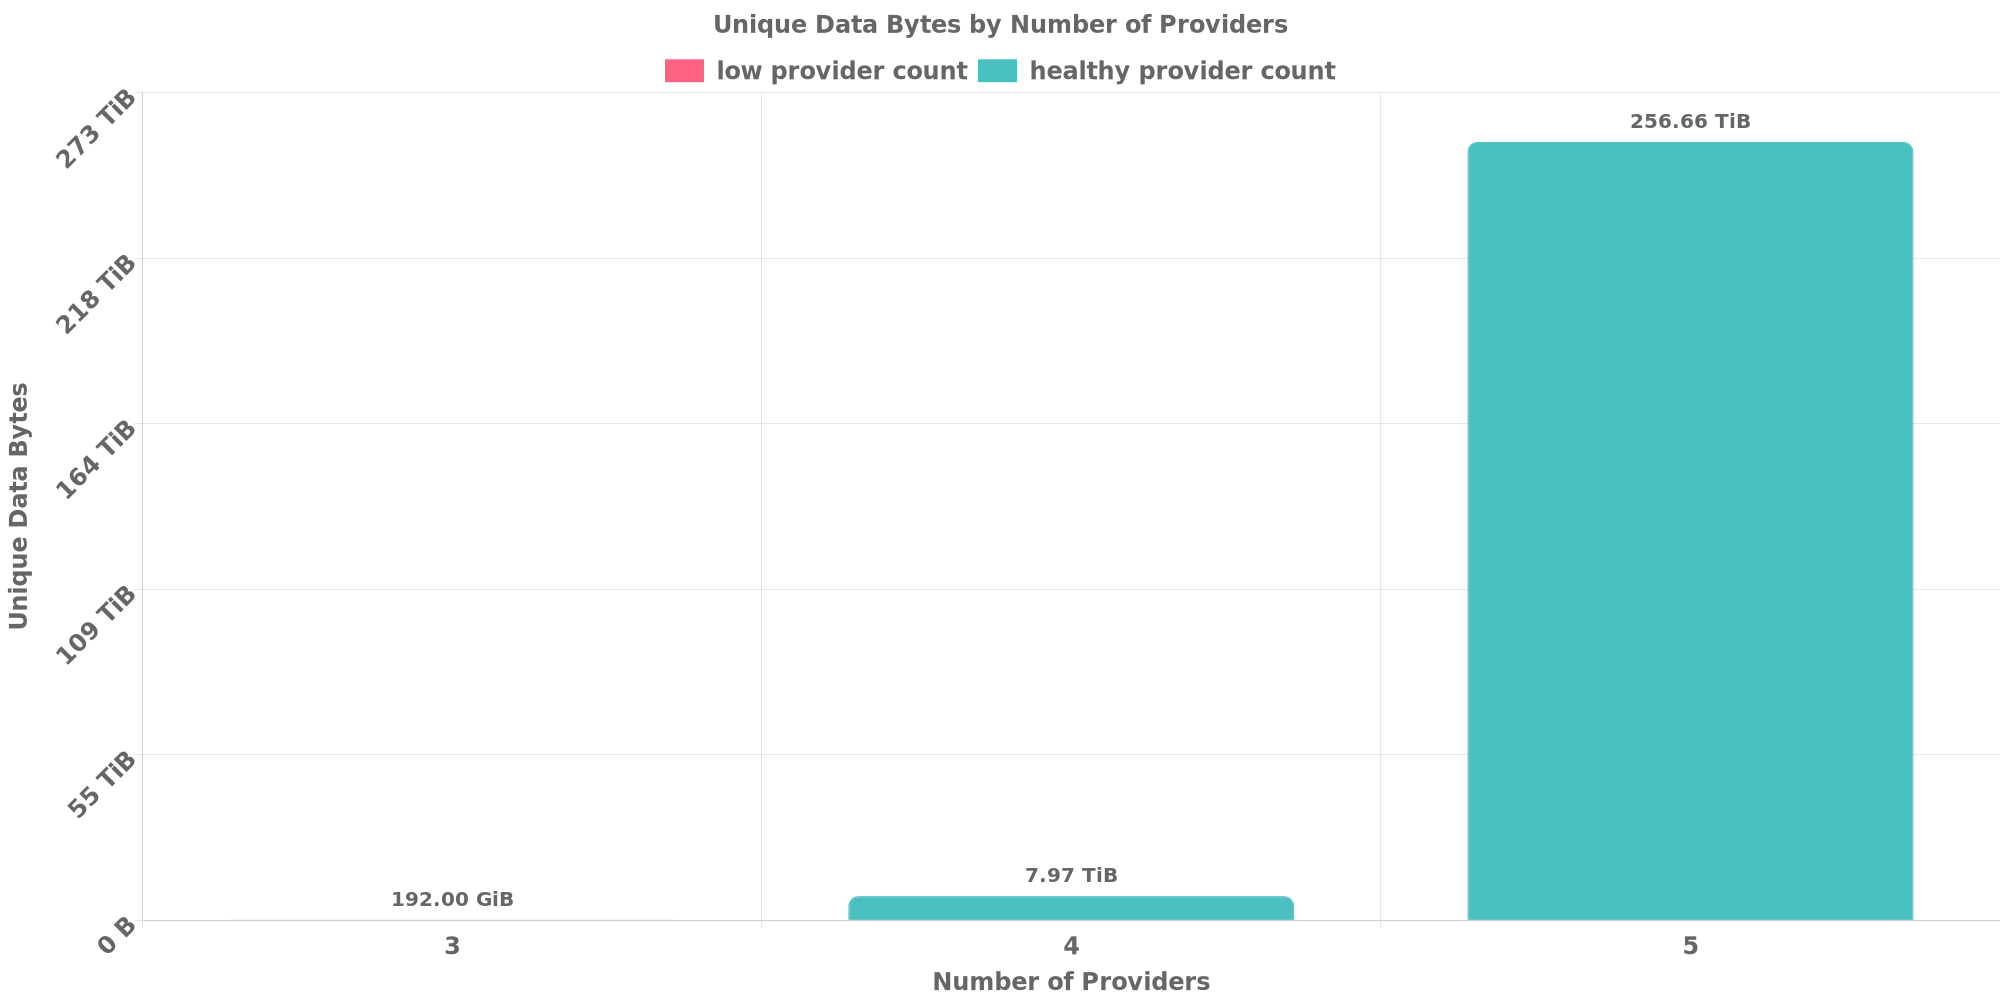 Unique Data Bytes by Number of Providers
low provider count healthy provider count
273 TiB
218 TiB
164 TiB
109 TiB
55 TiB
0 B
Unique Data Bytes
192.00 GiB
7.97 TiB
256.66 TiB
3 4 5
Number of Providers